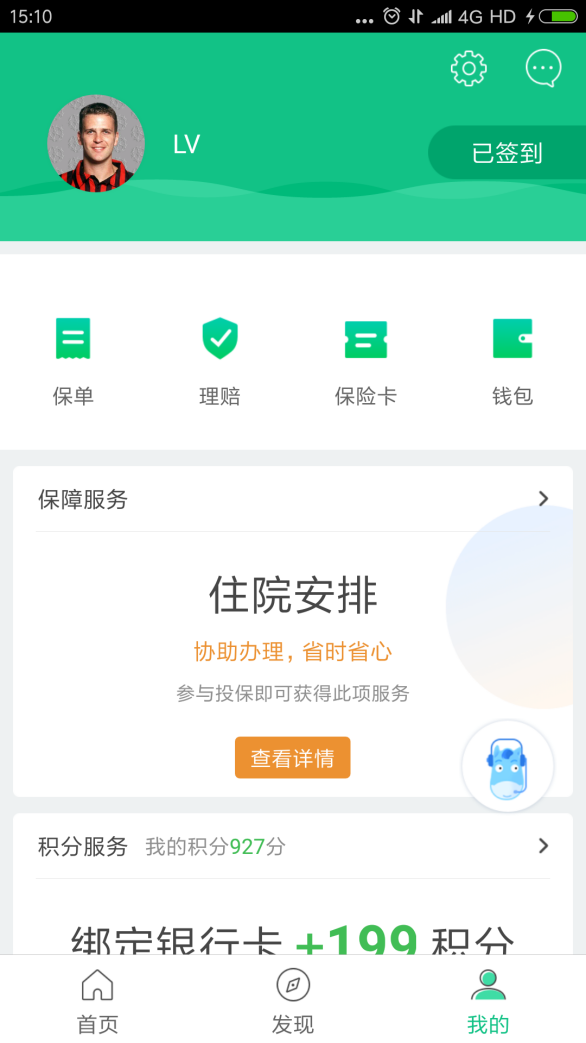 15:10
4G HD
LV
已签到
保单
理赔
保险卡
钱包
保障服务
住院安排
协助办理，省时省心
参与投保即可获得此项服务
查看详情
积分服务 我的积分927分
绑定银行卡 +199 积分
首页
发现
我的